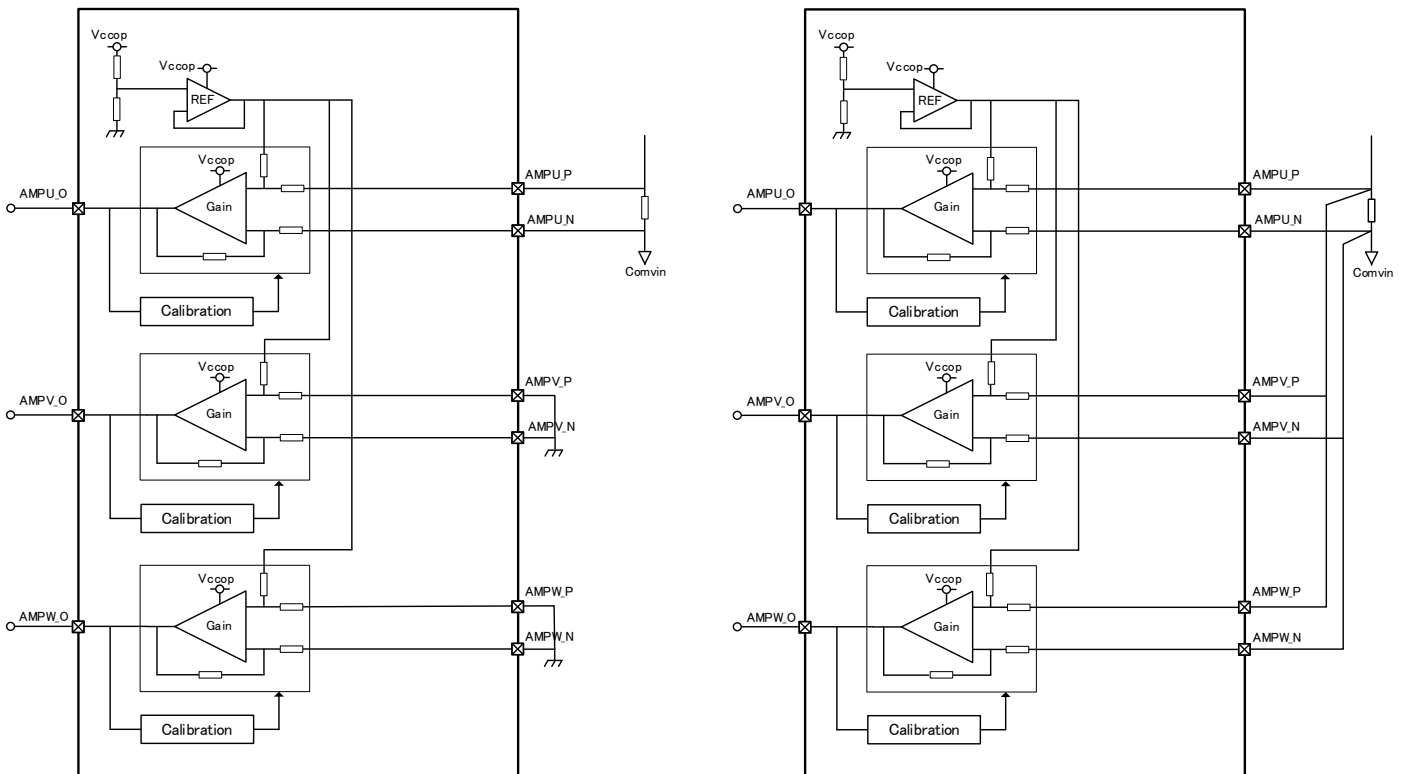 Vccop
Vccop
REF
Vccop
Gain
AMPU_O
AMPU_P
AMPU_N
Comvin
Calibration
Vccop
Gain
AMPV_O
AMPV_P
AMPV_N
Calibration
Vccop
Gain
AMPW_O
AMPW_P
AMPW_N
Calibration
Vccop
Vccop
REF
Vccop
Gain
AMPU_O
AMPU_P
AMPU_N
Comvin
Calibration
Vccop
Gain
AMPV_O
AMPV_P
AMPV_N
Calibration
Vccop
Gain
AMPW_O
AMPW_P
AMPW_N
Calibration